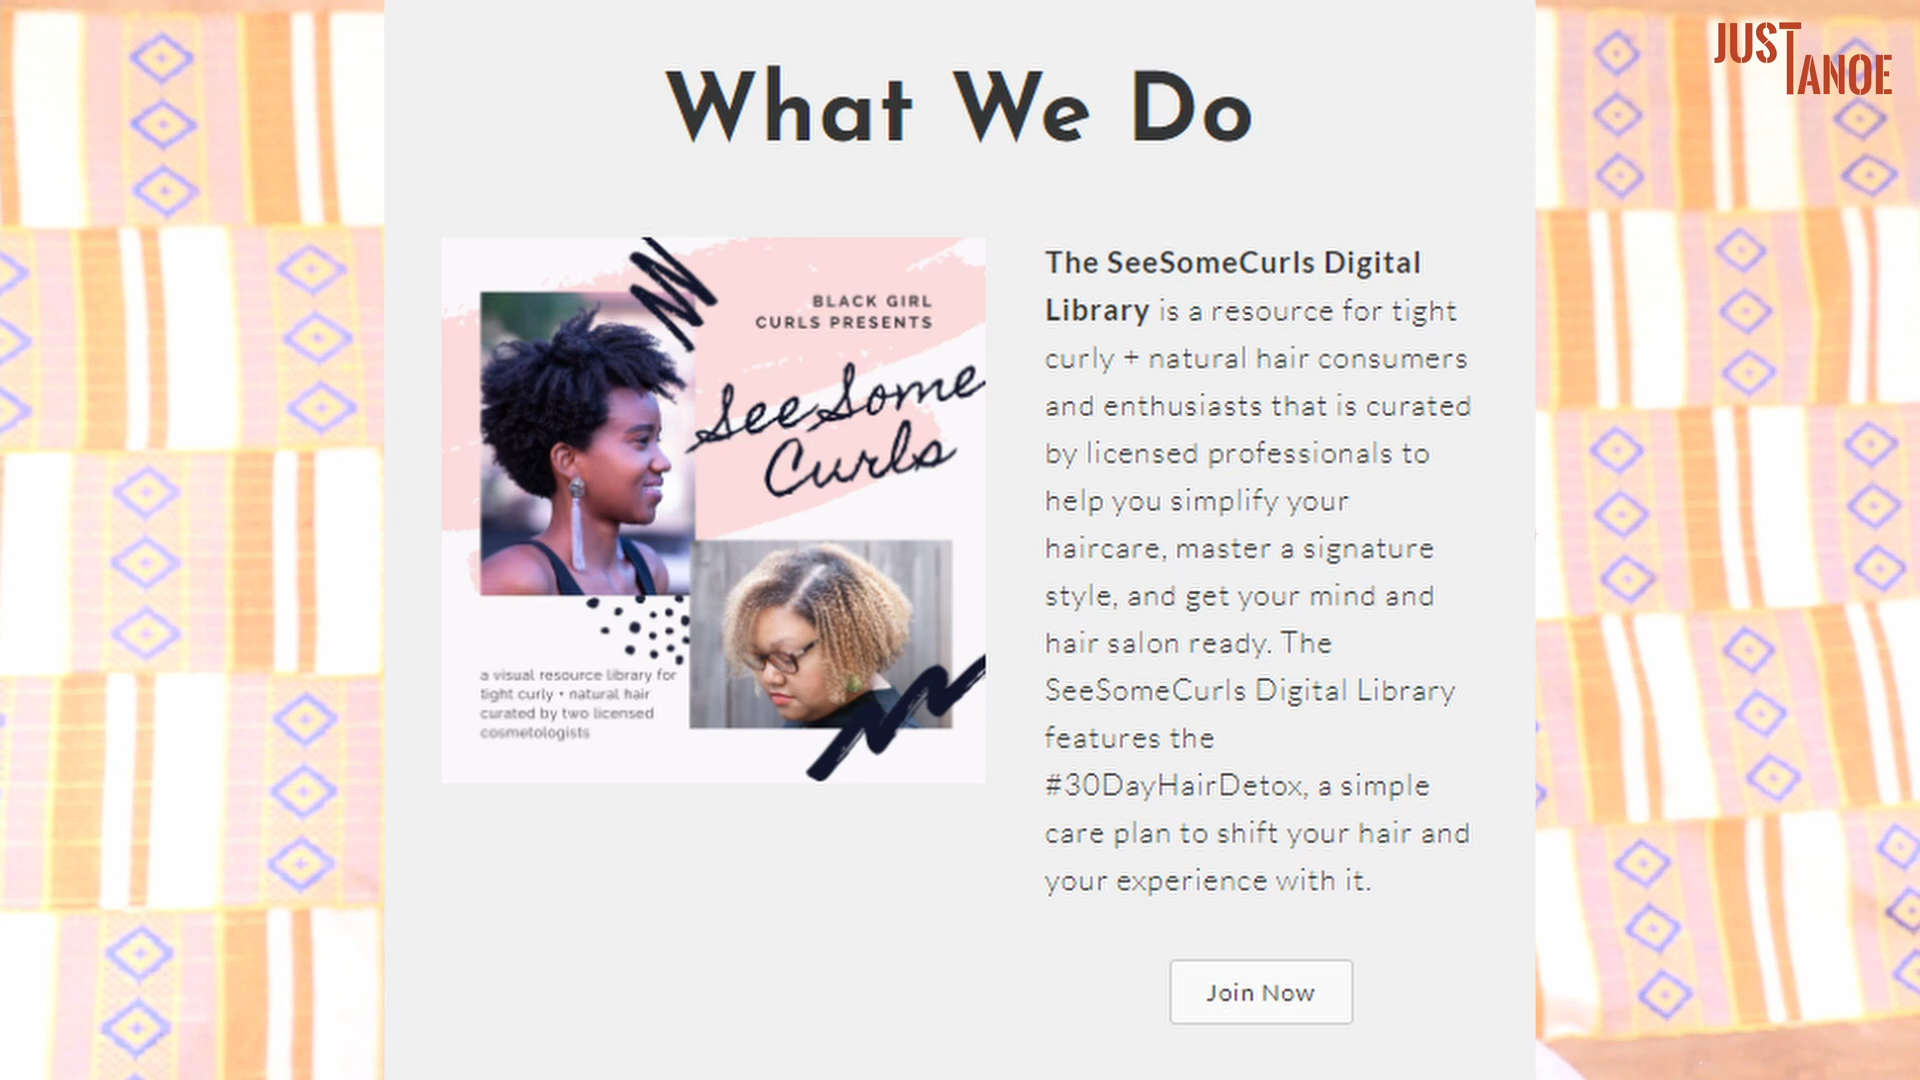 JUST
TANOE
What We Do
BLACK GIRL
CURLS PRESENTS
SeeSome
Curls
a visual resource library for
tight curly • natural hair
curated by two licensed
cosmetologists
The SeeSomeCurls Digital
Library is a resource for tight
curly + natural hair consumers
and enthusiasts that is curated
by licensed professionals to
help you simplify your
haircare, master a signature
style, and get your mind and
hair salon ready. The
SeeSomeCurls Digital Library
features the
#30DayHairDetox, a simple
care plan to shift your hair and
your experience with it.
Join Now